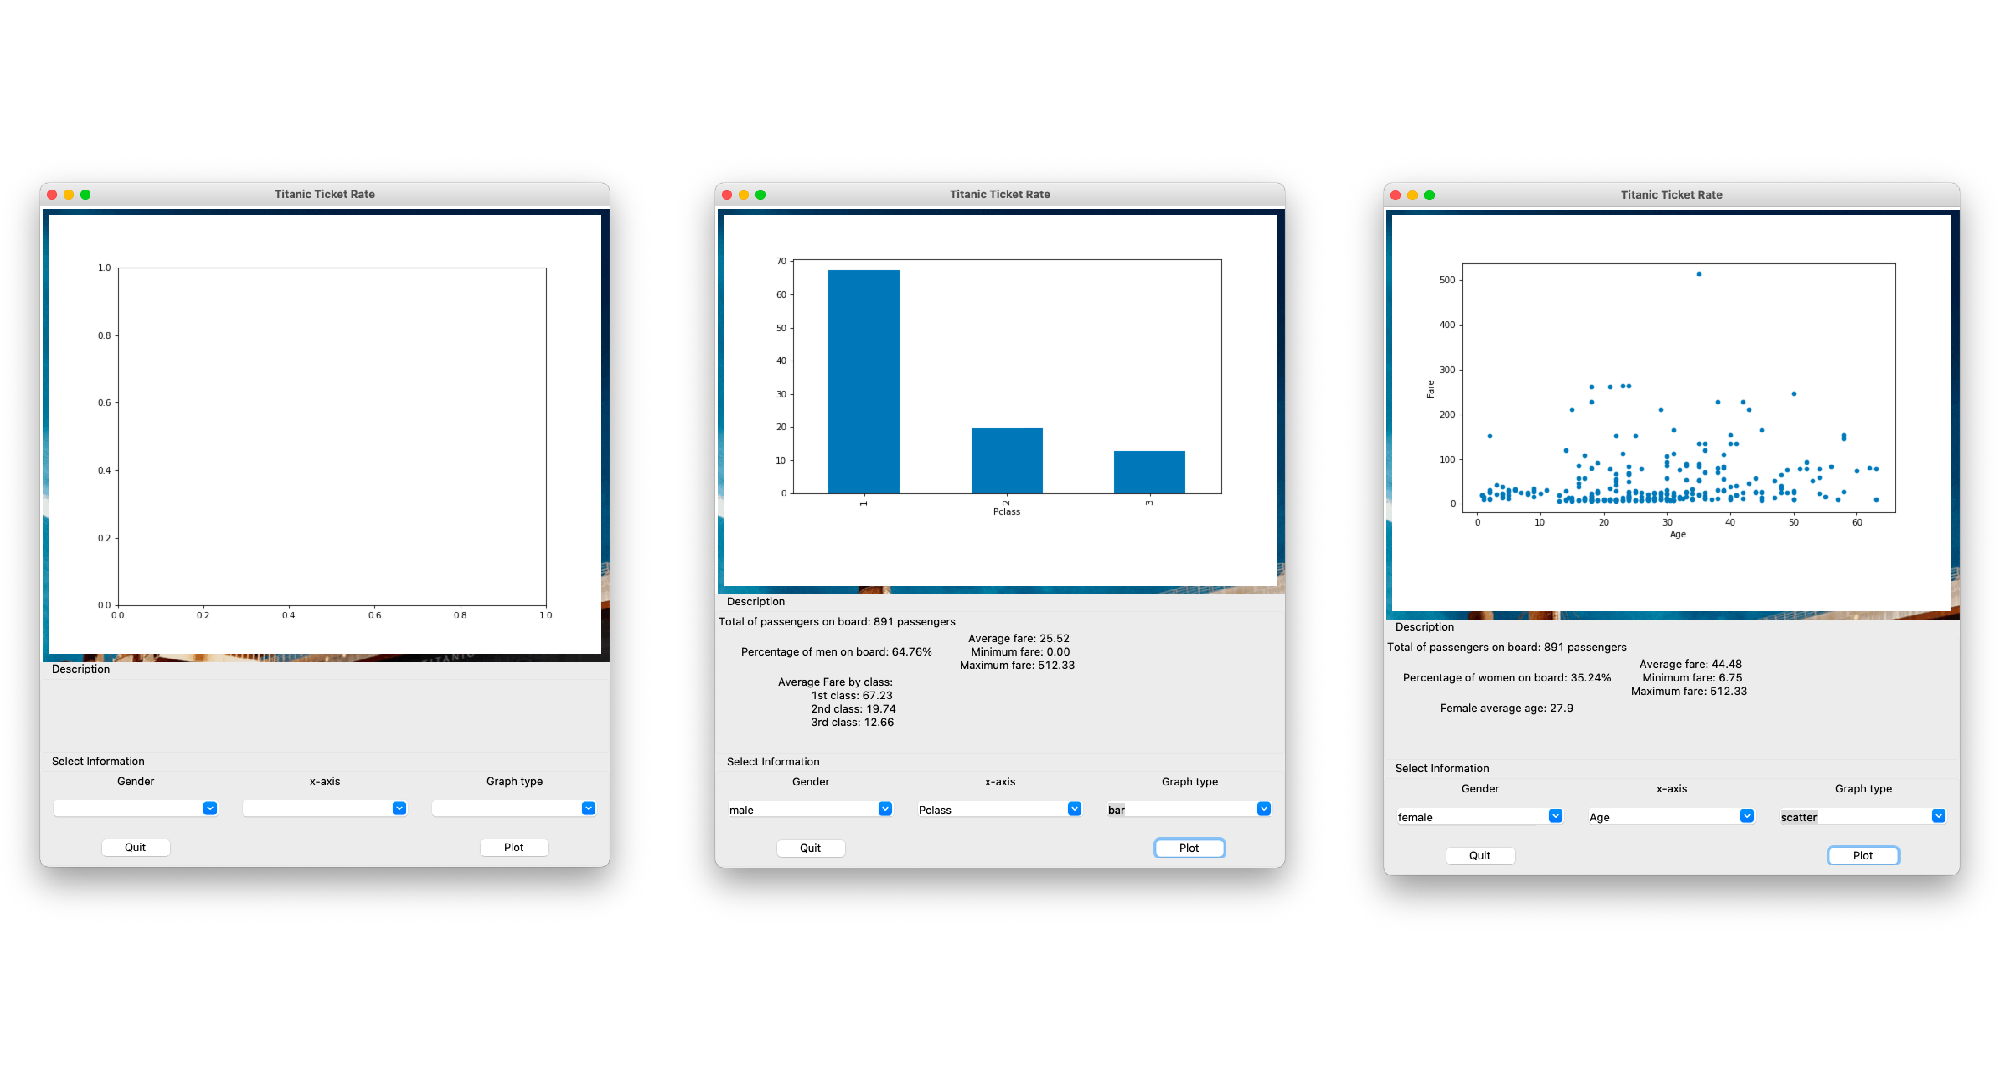 Titanic Ticket Rate
1.0
0.8
0.6
0.4
0.2
0.0
0.0 0.2 0.4 0.6 0.8 1.0
TITANIC
Description
Select Information
Gender x-axis Graph type
Quit Plot
Titanic Ticket Rate
70
60
50
40
30
20
10
0
1 2 3
Pclass
Description
Total of passengers on board: 891 passengers
Average fare: 25.52
Percentage of men on board: 64.76% Minimum fare: 0.00
Maximum fare: 512.33
Average Fare by class:
1st class: 67.23
2nd class: 19.74
3rd class: 12.66
Select Information
Gender x-axis Graph type
male Pclass bar
Quit Plot
Titanic Ticket Rate
500
400
300
200
100
0
Fare
0 10 20 30 40 50 60
Age
Description
Total of passengers on board: 891 passengers
Average fare: 44.48
Percentage of women on board: 35.24% Minimum fare: 6.75
Maximum fare: 512.33
Female average age: 27.9
Select Information
Gender x-axis Graph type
female Age scatter
Quit Plot